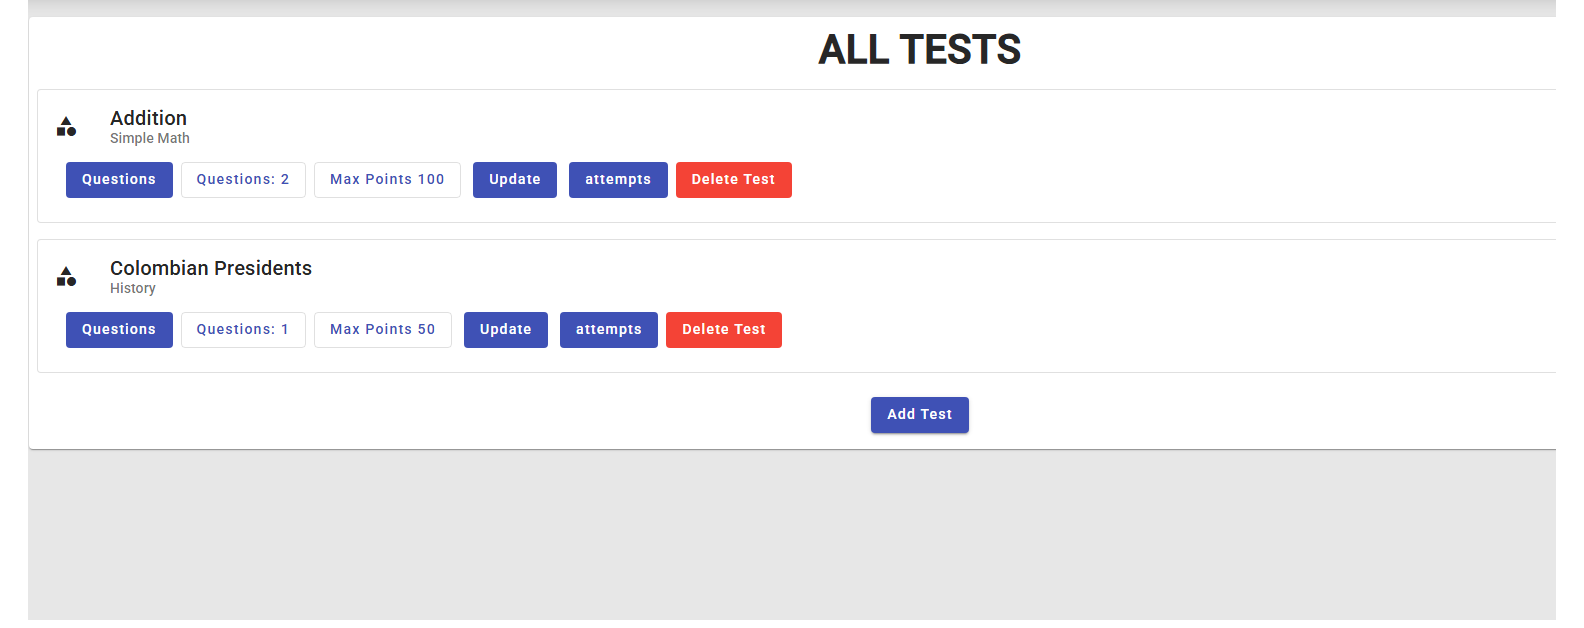 ALL TESTS
Addition
Simple Math
Questions Questions: 2 Max Points 100 Update attempts Delete Test
Colombian Presidents
History
Questions Questions: 1 Max Points 50 Update attempts Delete Test
Add Test